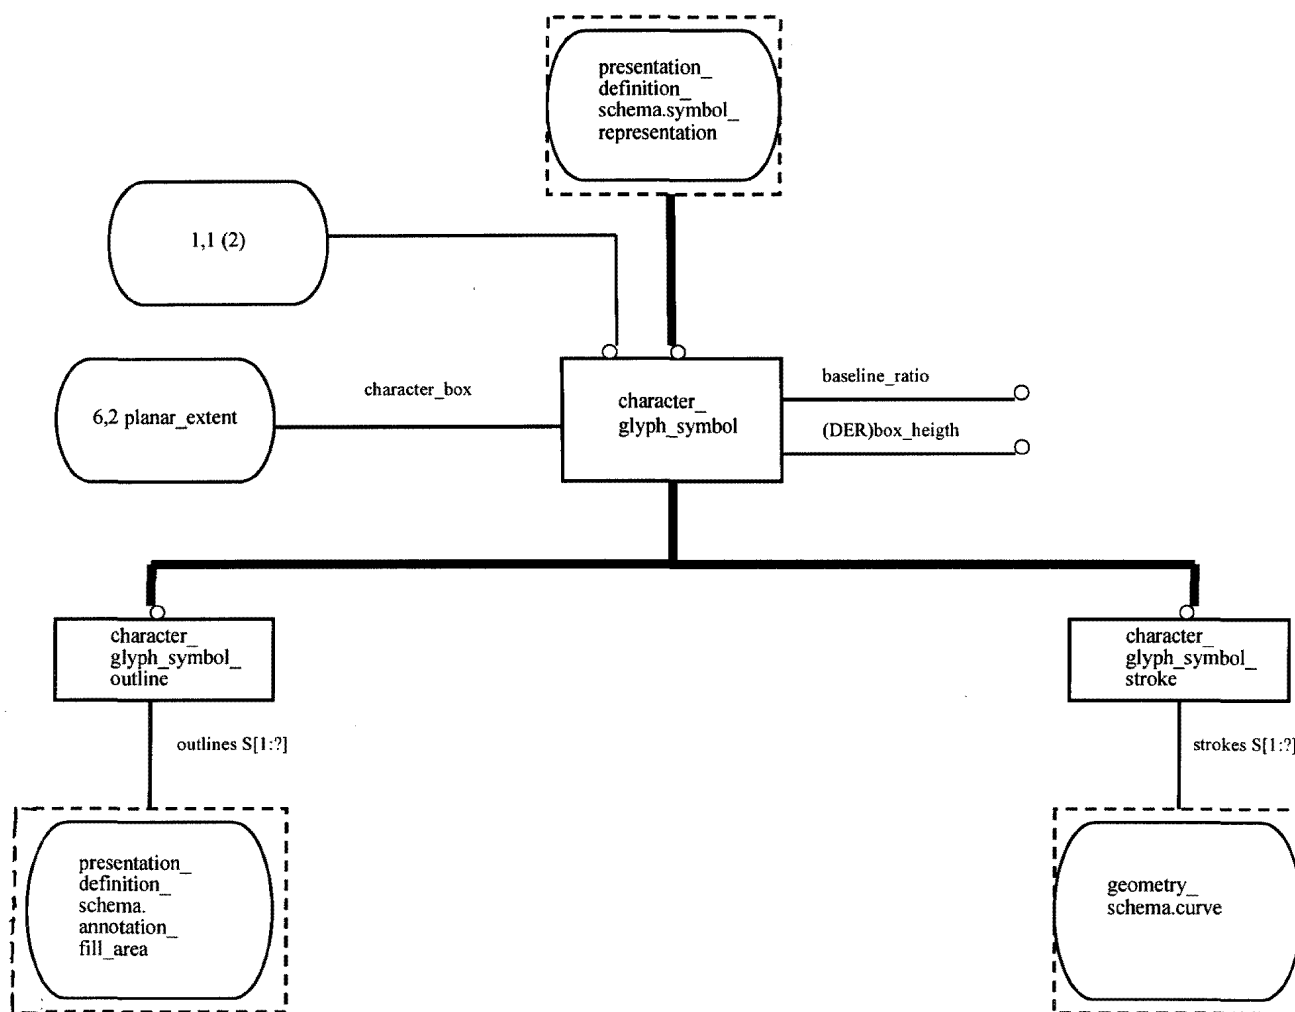 presentation_
definition_
schema.symbol_
representation
1,1 (2)
6,2 planar_extent
character_box
character_
glyph_symbol
baseline_ratio
(DER)box_heigth
character_
glyph_symbol_
outline
character_
glyph_symbol_
stroke
outlines S[1:?]
strokes S[1:?]
presentation_
definition_
schema.
annotation_
fill_area
geometry_
schema.curve